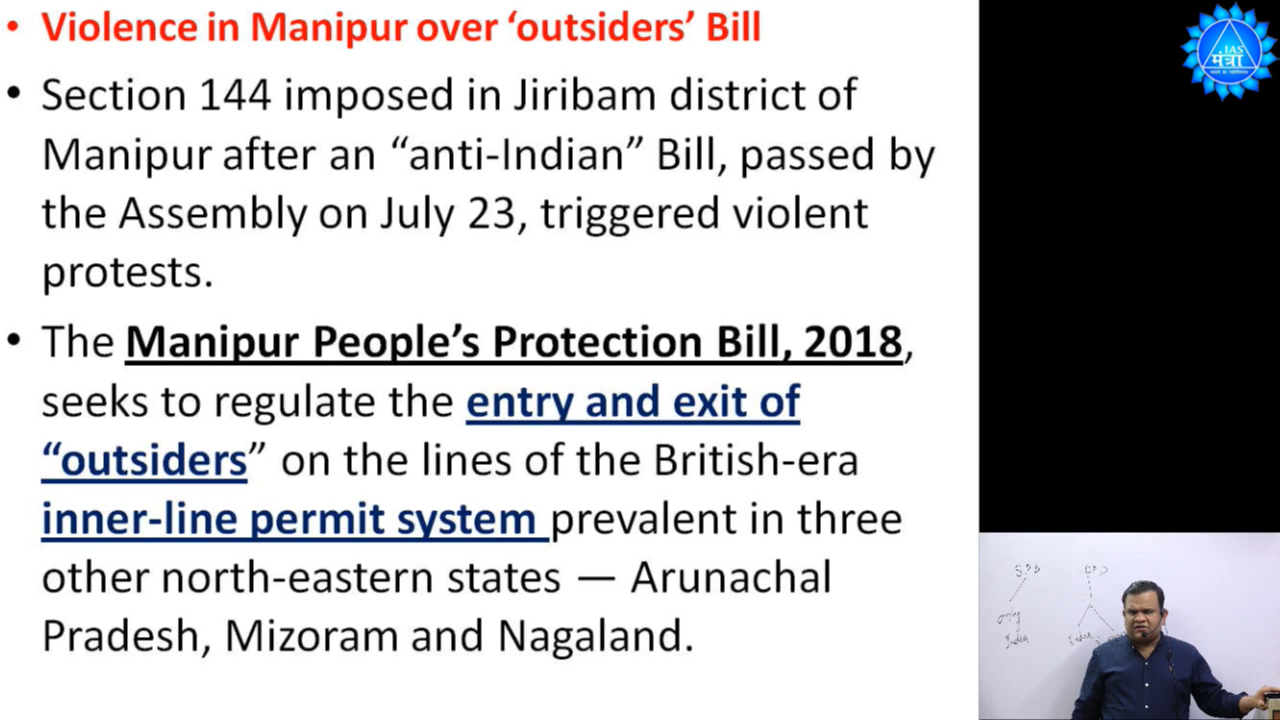 • Violence in Manipur over ‘outsiders’ Bill
• Section 144 imposed in Jiribam district of
Manipur after an “anti-Indian” Bill, passed by
the Assembly on July 23, triggered violent
protests.
• The Manipur People’s Protection Bill, 2018,
seeks to regulate the entry and exit of
“outsiders” on the lines of the British-era
inner-line permit system prevalent in three
other north-eastern states — Arunachal
Pradesh, Mizoram and Nagaland.
IAS
मंत्रा
only
India
India